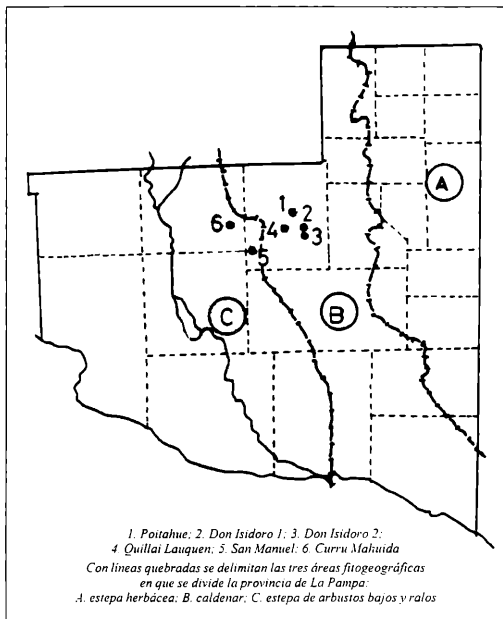 A
1
2
4
3
6
5
B
C
1. Poitahue; 2. Don Isidoro 1; 3. Don Isidoro 2;
4. Quillai Lauquen; 5. San Manuel; 6. Curru Mahuida
Con líneas quebradas se delimitan las tres áreas fitogeográficas
en que se divide la provincia de La Pampa:
A. estepa herbácea; B. caldenar; C. estepa de arbustos bajos y ralos